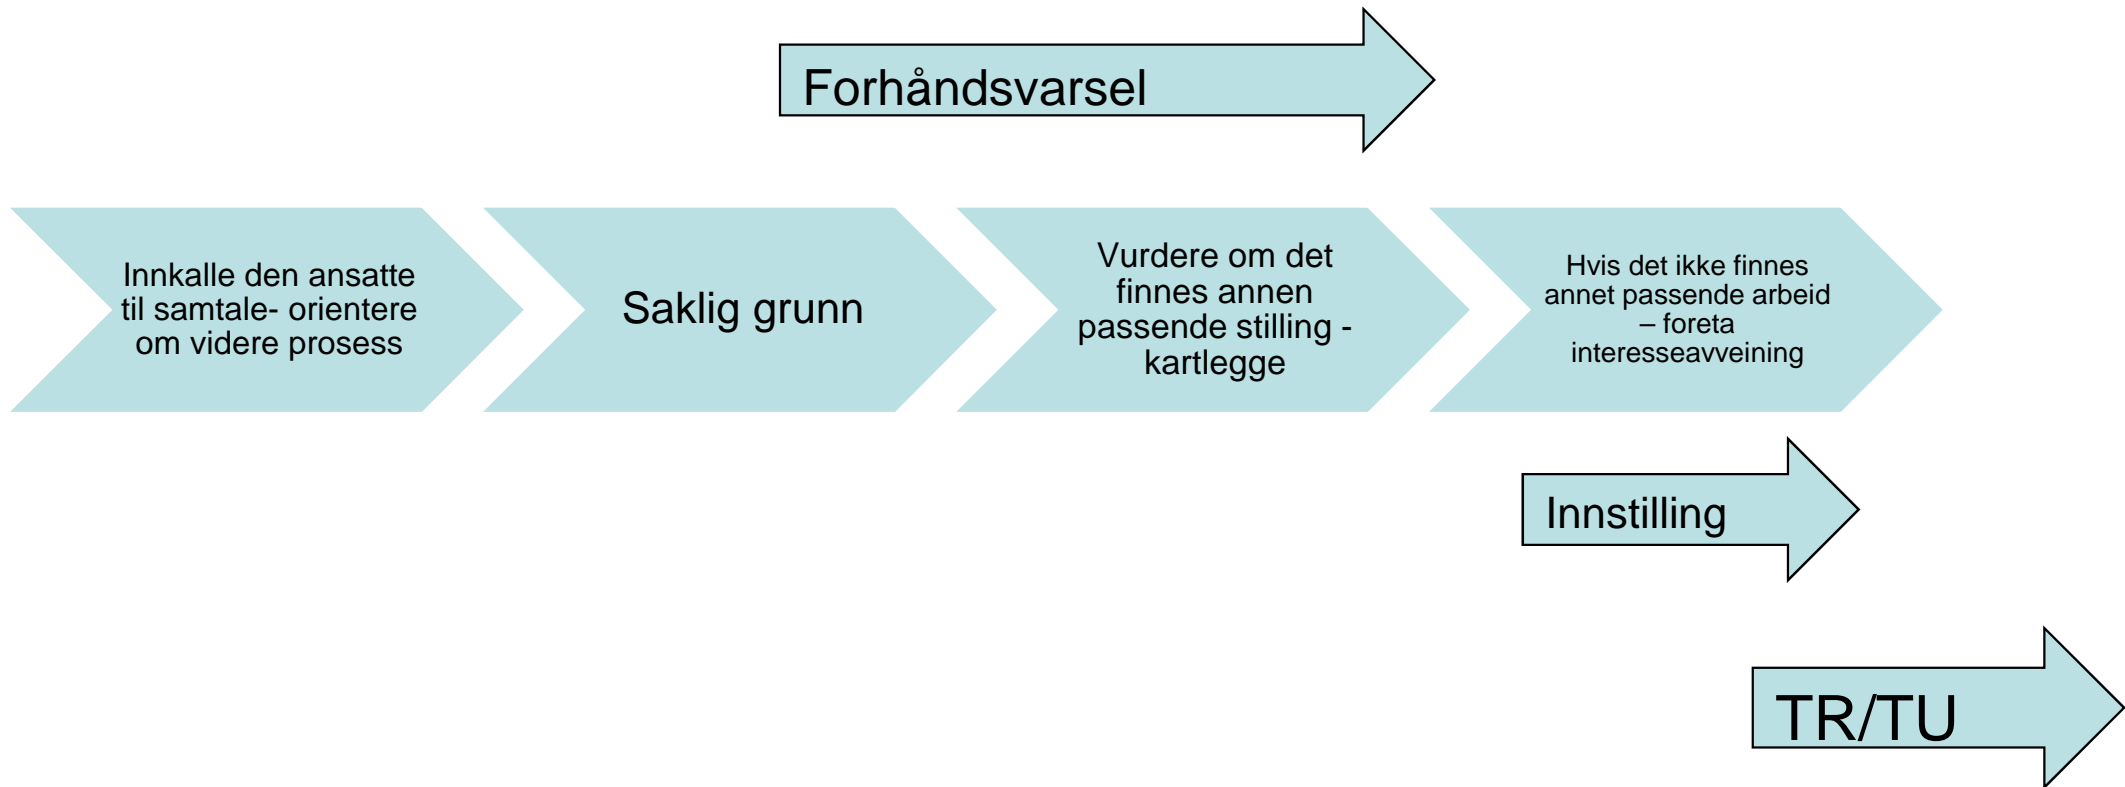 Forhåndsvarsel
Innkalle den ansatte
til samtale- orientere
om videre prosess
Saklig grunn
Vurdere om det
finnes annen
passende stilling -
kartlegge
Hvis det ikke finnes
annet passende arbeid
– foreta
interesseavveining
Innstilling
TR/TU